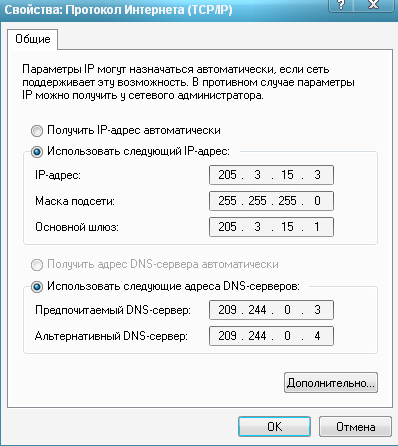 Свойства: Протокол Интернета (TCP/IP)
Общие
Параметры IP могут назначаться автоматически, если сеть
поддерживает эту возможность. В противном случае параметры
IP можно получить у сетевого администратора.
Получить IP-адрес автоматически
Использовать следующий IP-адрес:
IP-адрес: 205 . 3 . 15 . 3
Маска подсети: 255 . 255 . 255 . 0
Основной шлюз: 205 . 3 . 15 . 1
Получить адрес DNS-сервера автоматически
Использовать следующие адреса DNS-серверов:
Предпочитаемый DNS-сервер: 209 . 244 . 0 . 3
Альтернативный DNS-сервер: 209 . 244 . 0 . 4
Дополнительно...
OK Отмена